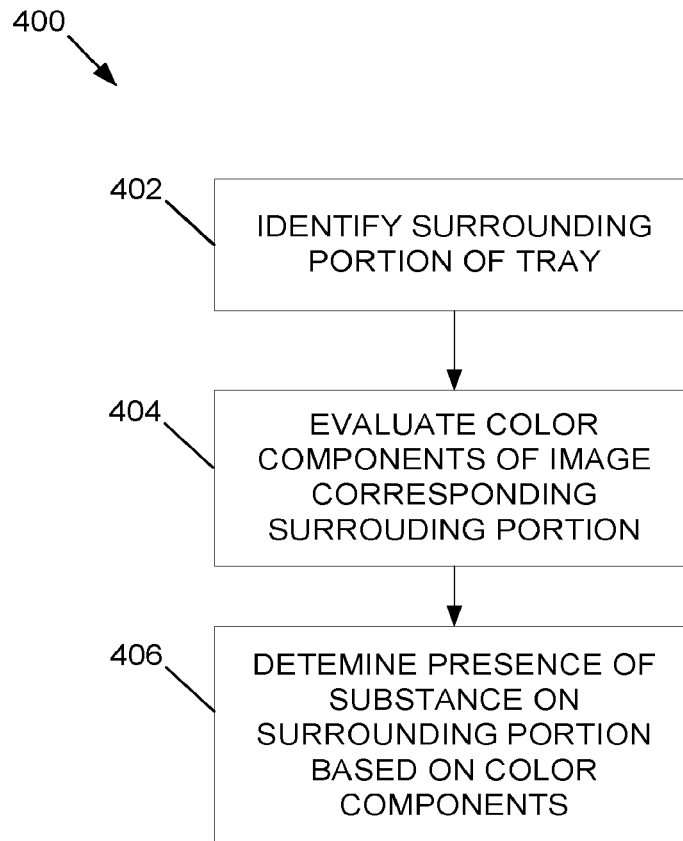 400
402
IDENTIFY SURROUNDING
PORTION OF TRAY
404
EVALUATE COLOR
COMPONENTS OF IMAGE
CORRESPONDING
SURROUDING PORTION
406
DETEMINE PRESENCE OF
SUBSTANCE ON
SURROUNDING PORTION
BASED ON COLOR
COMPONENTS